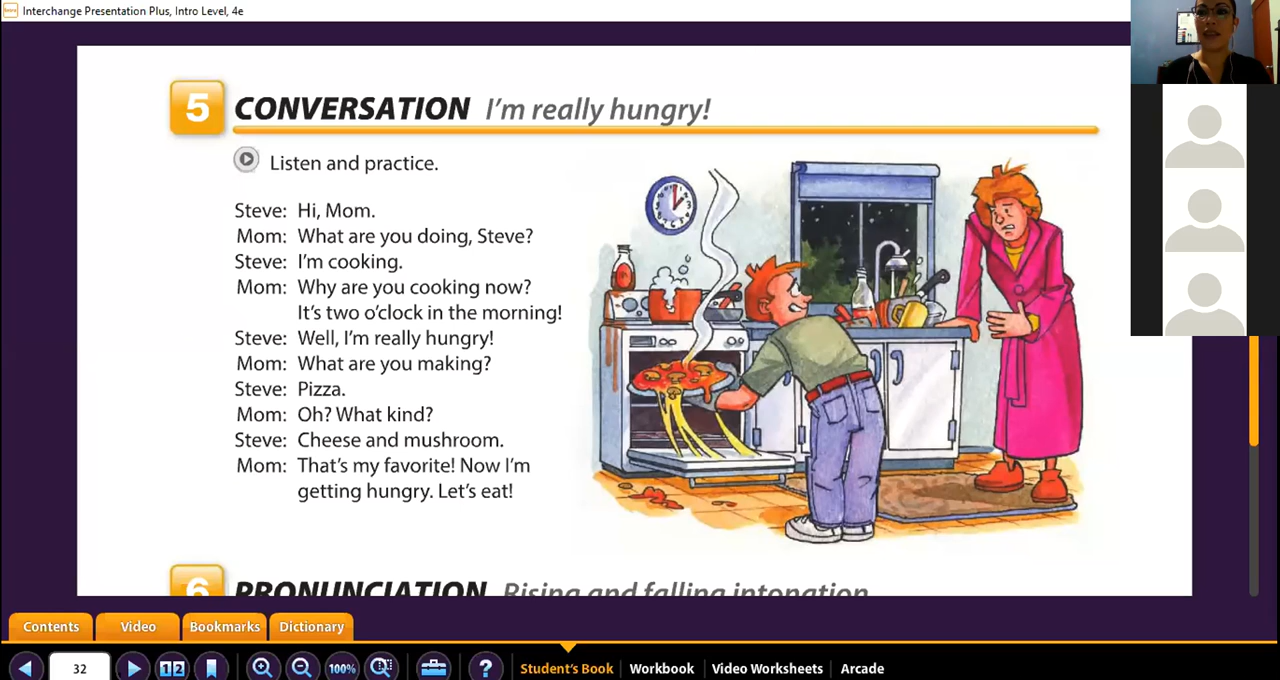 Interchange Presentation Plus, Intro Level, 4e
5 CONVERSATION I'm really hungry!
Listen and practice.
Steve: Hi, Mom.
Mom: What are you doing, Steve?
Steve: I'm cooking.
Mom: Why are you cooking now?
It's two o'clock in the morning!
Steve: Well, I'm really hungry!
Mom: What are you making?
Steve: Pizza.
Mom: Oh? What kind?
Steve: Cheese and mushroom.
Mom: That's my favorite! Now I'm
getting hungry. Let's eat!
6 PRONUNCIATION Rising and falling intonation
Contents Video Bookmarks Dictionary
32 1 2 100% ? Student's Book Workbook Video Worksheets Arcade